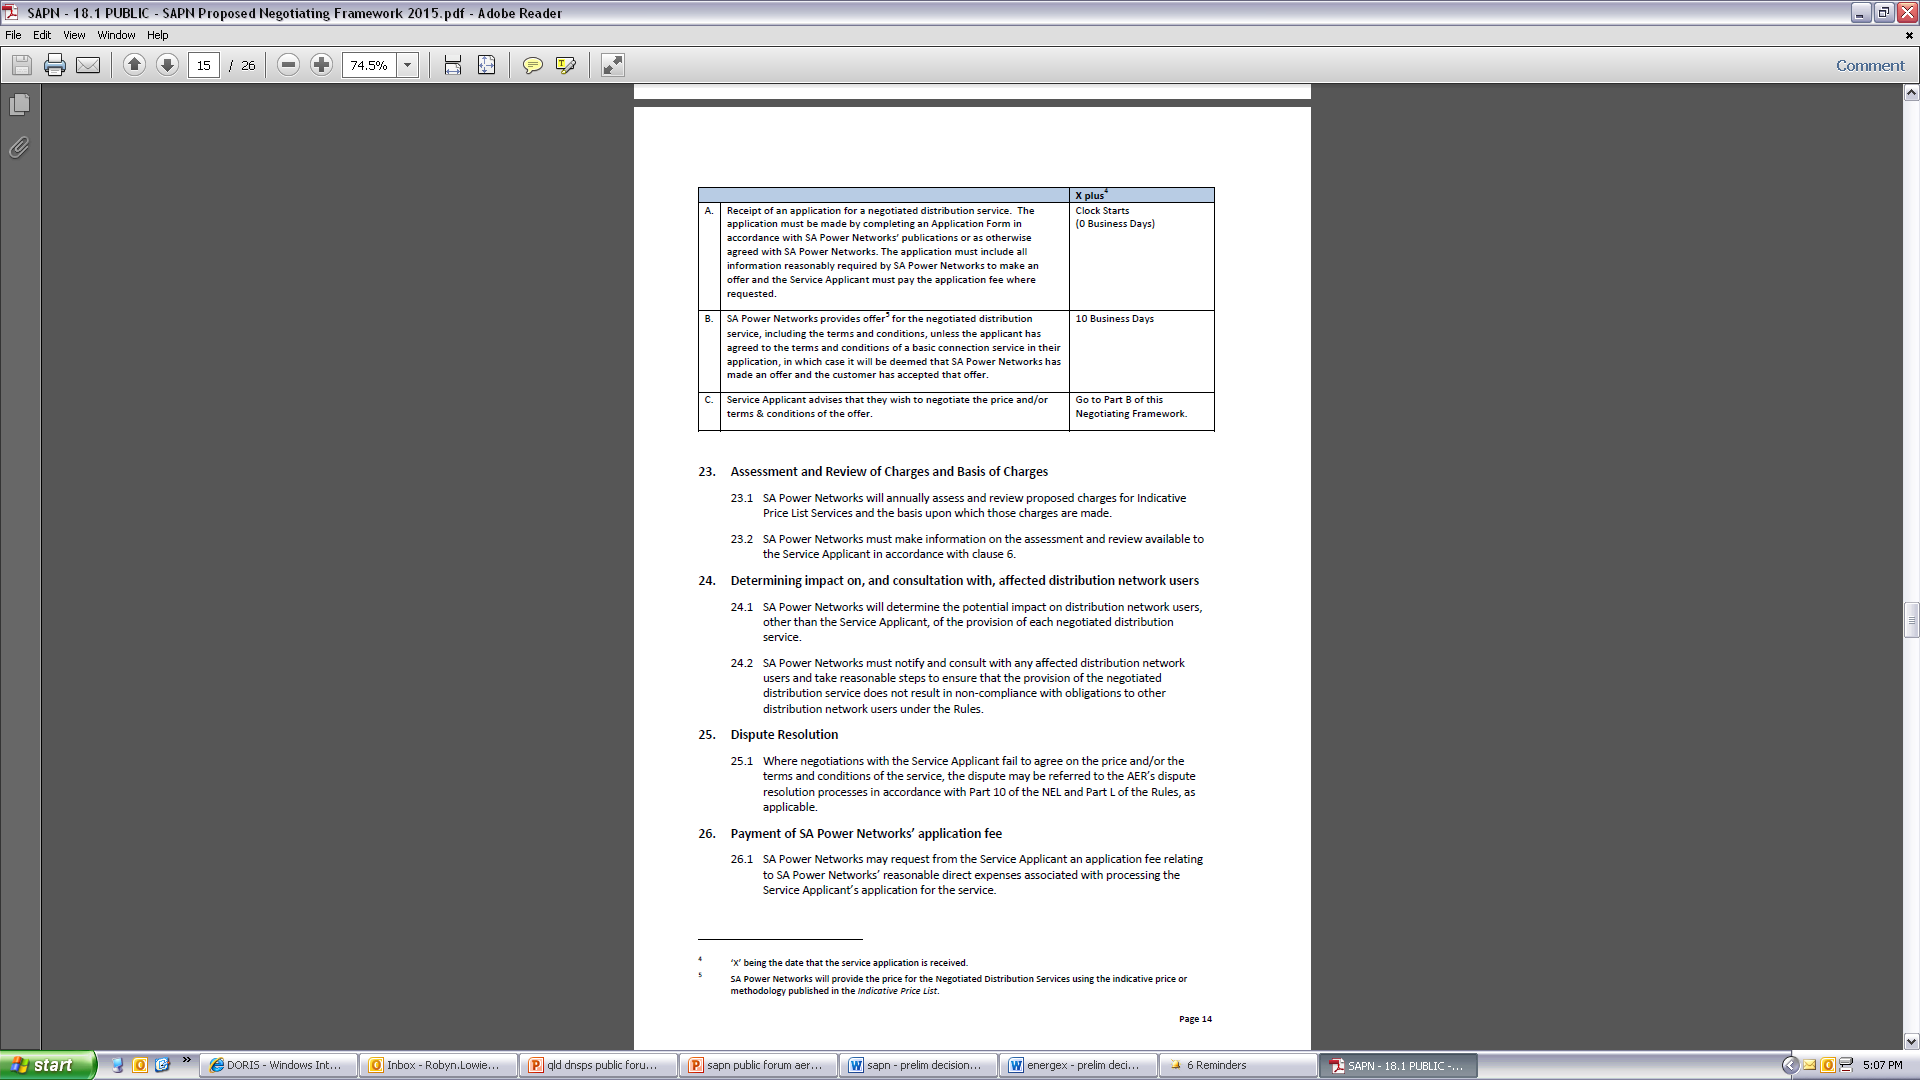 SAPN - 18.1 PUBLIC - SAPN Proposed Negotiating Framework 2015.pdf - Adobe Reader
File Edit View Window Help
15 / 26 74.5% Comment
X plus4
A. Receipt of an application for a negotiated distribution service. The
application must be made by completing an Application Form in
accordance with SA Power Networks' publications or as otherwise
agreed with SA Power Networks. The application must include all
information reasonably required by SA Power Networks to make an
offer and the Service Applicant must pay the application fee where
requested.
Clock Starts
(0 Business Days)
B. SA Power Networks provides offer5 for the negotiated distribution
service, including the terms and conditions, unless the applicant has
agreed to the terms and conditions of a basic connection service in their
application, in which case it will be deemed that SA Power Networks has
made an offer and the customer has accepted that offer.
10 Business Days
C. Service Applicant advises that they wish to negotiate the price and/or
terms & conditions of the offer.
Go to Part B of this
Negotiating Framework.
23. Assessment and Review of Charges and Basis of Charges
23.1 SA Power Networks will annually assess and review proposed charges for Indicative
Price List Services and the basis upon which those charges are made.
23.2 SA Power Networks must make information on the assessment and review available to
the Service Applicant in accordance with clause 6.
24. Determining impact on, and consultation with, affected distribution network users
24.1 SA Power Networks will determine the potential impact on distribution network users,
other than the Service Applicant, of the provision of each negotiated distribution
service.
24.2 SA Power Networks must notify and consult with any affected distribution network
users and take reasonable steps to ensure that the provision of the negotiated
distribution service does not result in non-compliance with obligations to other
distribution network users under the Rules.
25. Dispute Resolution
25.1 Where negotiations with the Service Applicant fail to agree on the price and/or the
terms and conditions of the service, the dispute may be referred to the AER's dispute
resolution processes in accordance with Part 10 of the NEL and Part L of the Rules, as
applicable.
26. Payment of SA Power Networks' application fee
26.1 SA Power Networks may request from the Service Applicant an application fee relating
to SA Power Networks' reasonable direct expenses associated with processing the
Service Applicant's application for the service.
4 'X' being the date that the service application is received.
5 SA Power Networks will provide the price for the Negotiated Distribution Services using the indicative price or
methodology published in the Indicative Price List.
Page 14
start DORIS - Windows Int... Inbox - Robyn.Lowie... qld dnsps public foru... sapn public forum aer... sapn - prelim decision... energex - prelim deci... 6 Reminders SAPN - 18.1 PUBLIC -... 5:07 PM